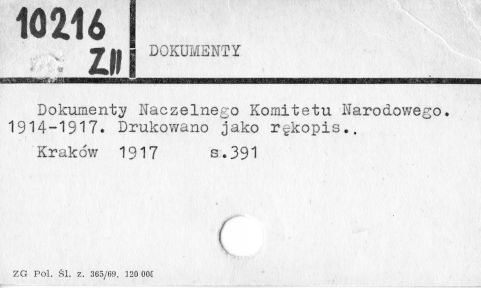 10216
ZII
DOKUMENTY
Dokumenty Naczelnego Komitetu Narodowego.
1914-1917. Drukowano jako rękopis..
Kraków 1917 s.391
ZG Pol. Śl. z. 365/69. 120 000